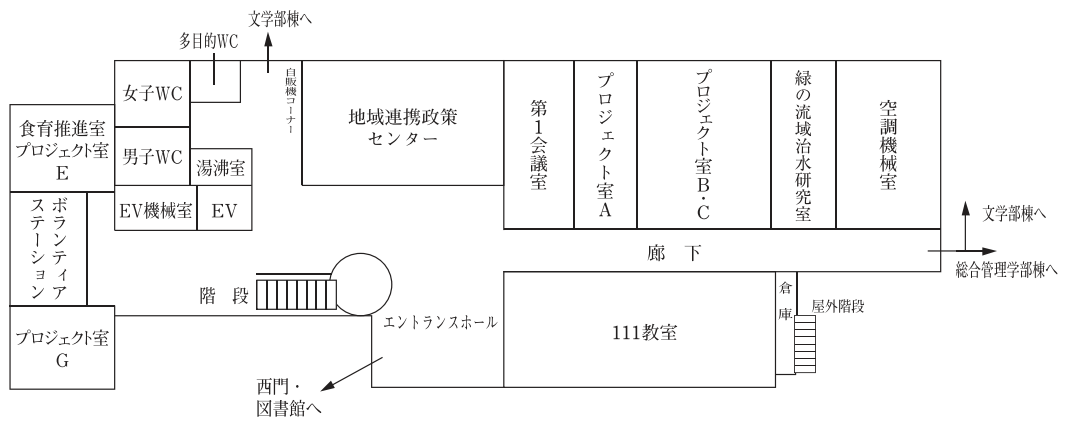 文学部棟へ
多目的WC
女子WC
自販機コーナー
食育推進室
プロジェクト室
E
男子WC
湯沸室
EV機械室
EV
地域連携政策
センター
第1会議室
プロジェクト室A
プロジェクト室B・C
緑の流域治水研究室
空調機械室
ボランティア
ステーション
廊 下
文学部棟へ
総合管理学部棟へ
階 段
エントランスホール
プロジェクト室
G
111教室
倉庫
屋外階段
西門・
図書館へ